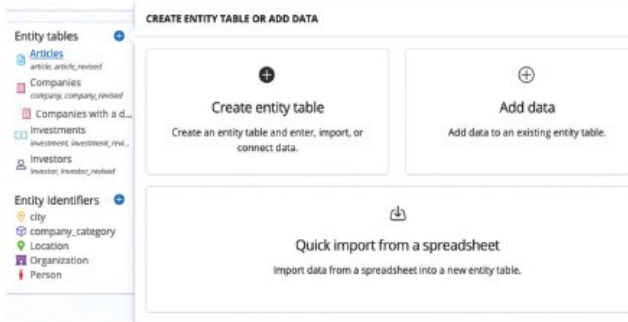 CREATE ENTITY TABLE OR ADD DATA
Entity tables
Articles
article, article_revised
Companies
company, company_revised
Companies with a d...
Investments
investment, investment_revi...
Investors
investor, investor_revised
Entity Identifiers
city
company_category
Location
Organization
Person
Create entity table
Create an entity table and enter, import, or
connect data.
Add data
Add data to an existing entity table.
Quick import from a spreadsheet
Import data from a spreadsheet into a new entity table.